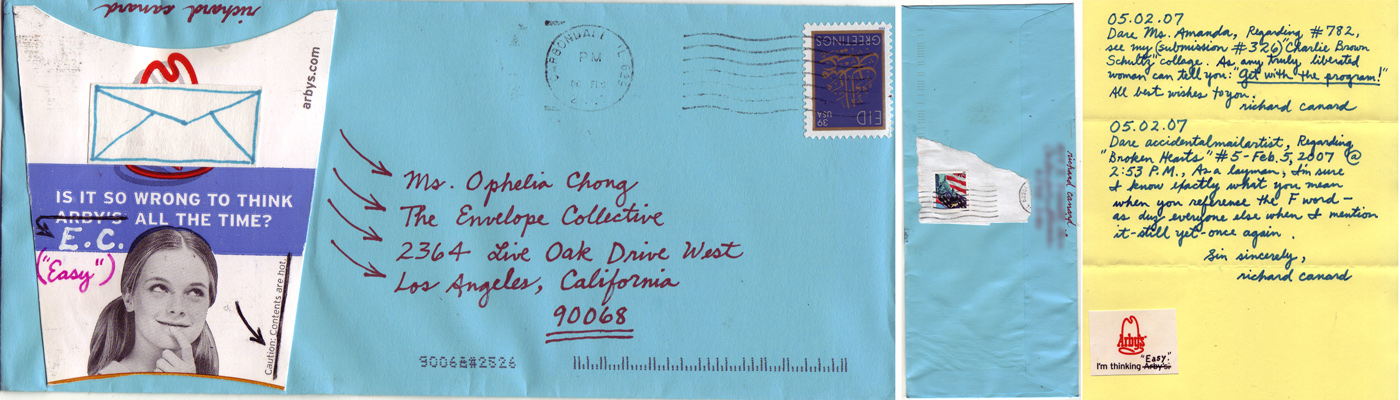 richard canard
arbys.com
IS IT SO WRONG TO THINK
ARBY'S ALL THE TIME?
E.C.
("Easy")
Caution: Contents are hot.
CARBONDALE IL
PM
EID
GREETINGS
USA
39
Ms. Ophelia Chong
The Envelope Collective
2364 Live Oak Drive West
Los Angeles, California
90068
90068#2526
richard canard
05.02.07
Dare Ms. Amanda, Regarding #782,
see my (submission #326) "Charlie Brown
Schultz" collage. As any truly liberated
woman can tell you: "Get with the program!"
All best wishes to you.
richard canard
05.02.07
Dare accidentalmailartist, Regarding
"Broken Hearts" #5-Feb. 5, 2007 @
2:53 P.M., As a layman, I'm sure
I know exactly what you mean
when you referense the F word—
as duz everyone else when I mention
it-still yet-once again.
Sin sincerely,
richard canard
Arby's
"Easy."
I'm thinking Arby's.